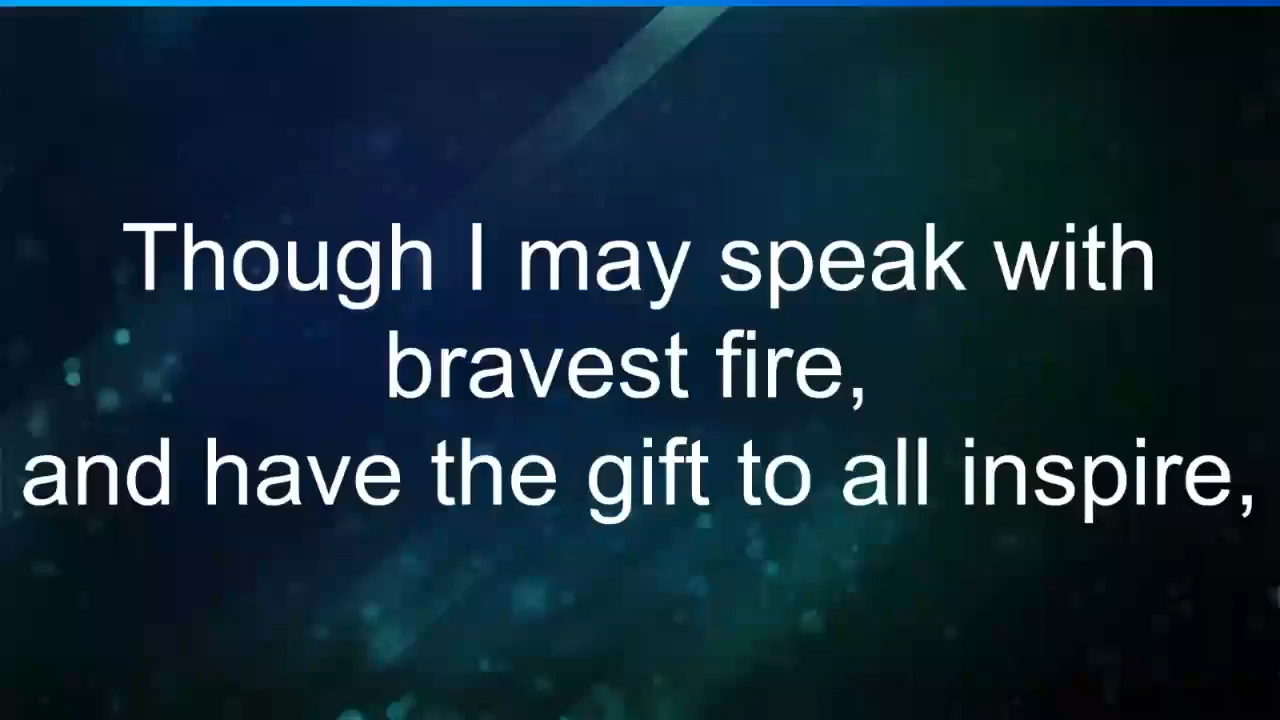 Though I may speak with
bravest fire,
and have the gift to all inspire,